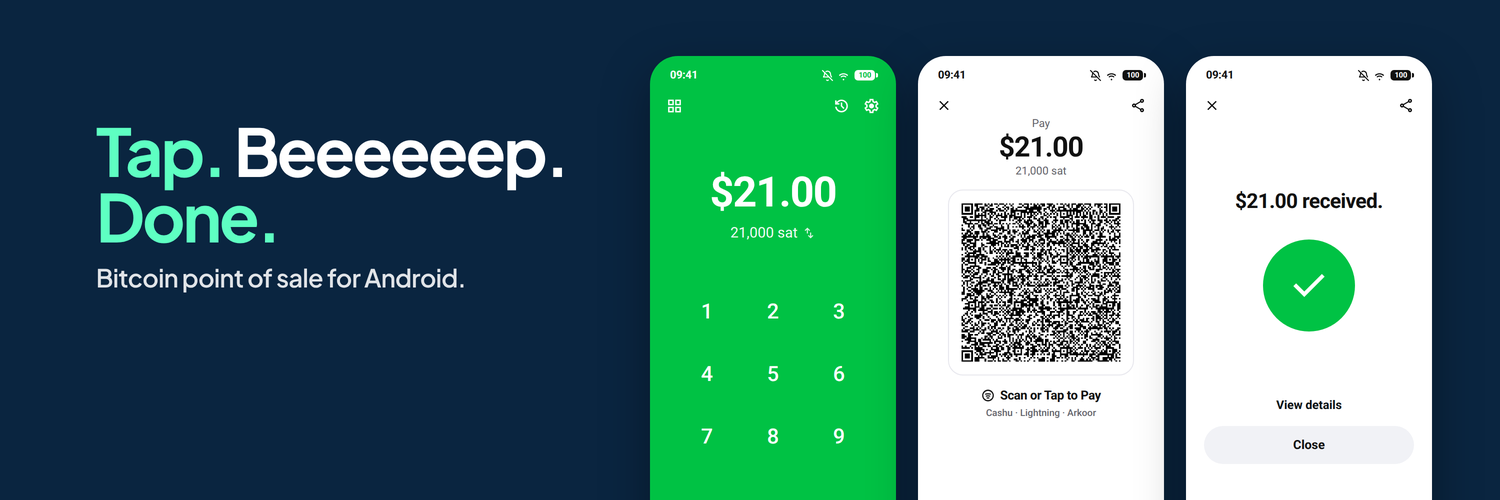 Tap. Beeeeeep.
Done.
Bitcoin point of sale for Android.
09:41
100
$21.00
21,000 sat
1 2 3
4 5 6
7 8 9
09:41
100
Pay
$21.00
21,000 sat
Scan or Tap to Pay
Cashu · Lightning · Arkoor
09:41
100
$21.00 received.
View details
Close